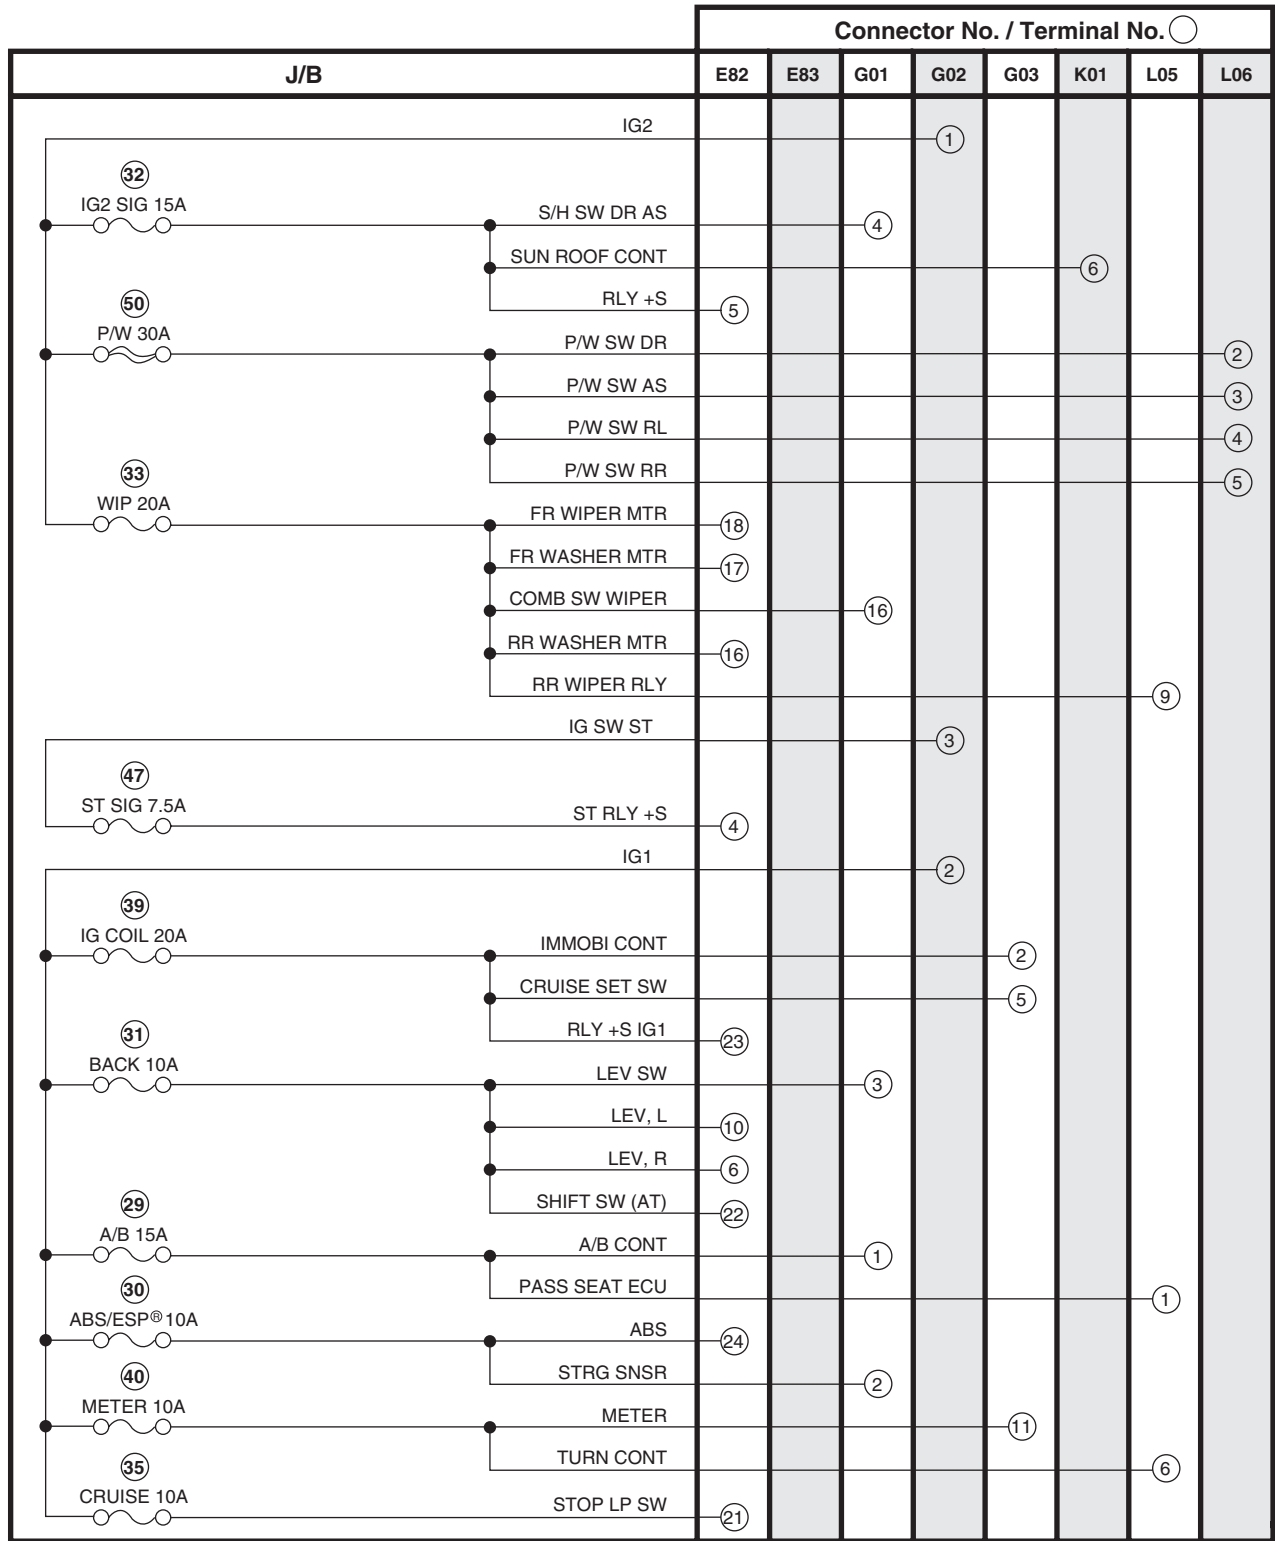 Connector No. / Terminal No.
J/B E82 E83 G01 G02 G03 K01 L05 L06
IG2 1
32
IG2 SIG 15A
S/H SW DR AS 4
SUN ROOF CONT 6
RLY +S 5
50
P/W 30A
P/W SW DR 2
P/W SW AS 3
P/W SW RL 4
P/W SW RR 5
33
WIP 20A
FR WIPER MTR 18
FR WASHER MTR 17
COMB SW WIPER 16
RR WASHER MTR 16
RR WIPER RLY 9
IG SW ST 3
47
ST SIG 7.5A
ST RLY +S 4
IG1 2
39
IG COIL 20A
IMMOBI CONT 2
CRUISE SET SW 5
RLY +S IG1 23
31
BACK 10A
LEV SW 3
LEV, L 10
LEV, R 6
SHIFT SW (AT) 22
29
A/B 15A
A/B CONT 1
PASS SEAT ECU 1
30
ABS/ESP® 10A
ABS 24
STRG SNSR 2
40
METER 10A
METER 11
TURN CONT 6
35
CRUISE 10A
STOP LP SW 21